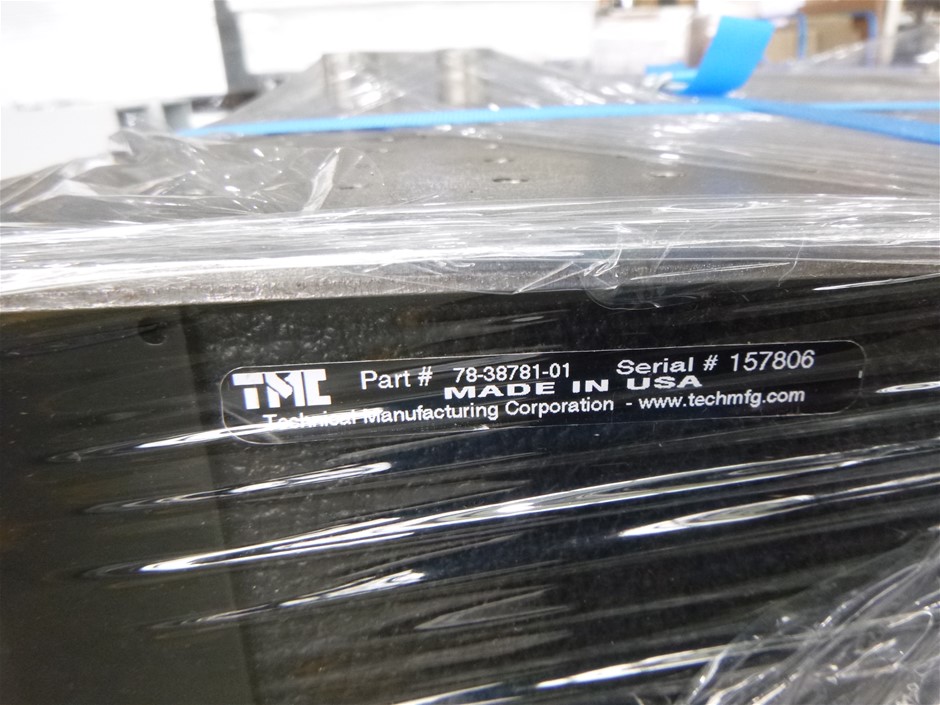 TMC Part # 78-38781-01 Serial # 157806
MADE IN USA
Technical Manufacturing Corporation - www.techmfg.com